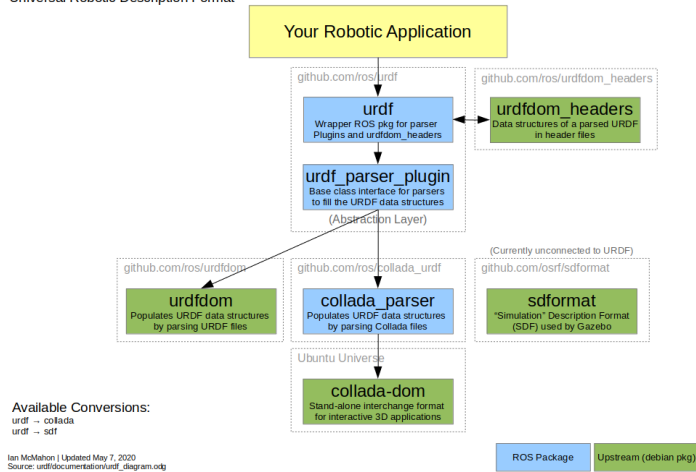 Universal Robotic Description Format
Your Robotic Application
github.com/ros/urdf
github.com/ros/urdfdom_headers
urdf
Wrapper ROS pkg for parser
Plugins and urdfdom_headers
urdfdom_headers
Data structures of a parsed URDF
in header files
urdf_parser_plugin
Base class interface for parsers
to fill the URDF data structures
(Abstraction Layer)
(Currently unconnected to URDF)
github.com/ros/urdfdom
github.com/ros/collada_urdf
github.com/osrf/sdformat
urdfdom
Populates URDF data structures
by parsing URDF files
collada_parser
Populates URDF data structures
by parsing Collada files
sdformat
“Simulation” Description Format
(SDF) used by Gazebo
Ubuntu Universe
collada-dom
Stand-alone interchange format
for interactive 3D applications
Available Conversions:
urdf → collada
urdf → sdf
Ian McMahon | Updated May 7, 2020
Source: urdf/documentation/urdf_diagram.odg
ROS Package
Upstream (debian pkg)